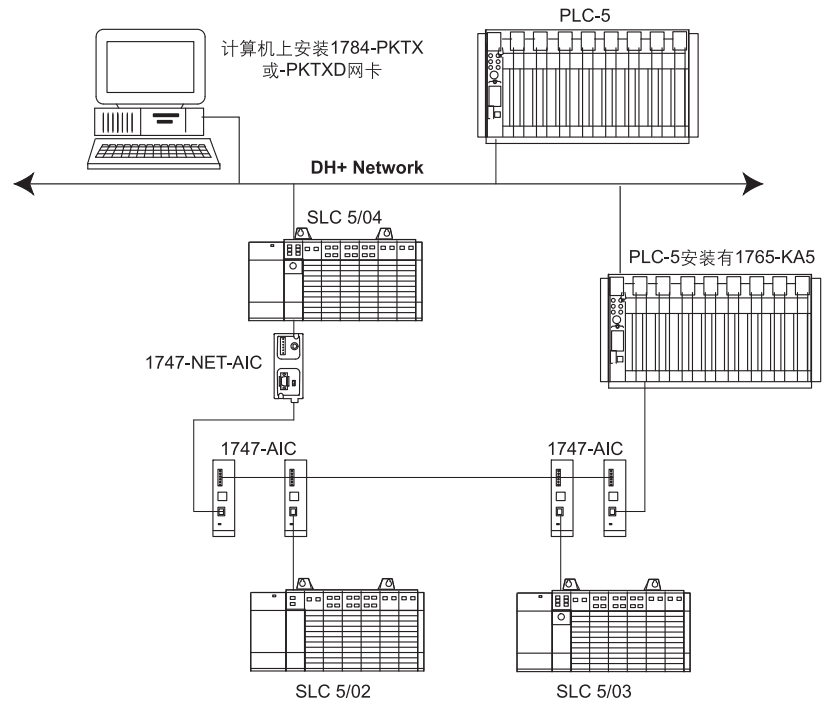 PLC-5
计算机上安装1784-PKTX
或-PKTXD网卡
DH+ Network
SLC 5/04
PLC-5安装有1765-KA5
1747-NET-AIC
1747-AIC
1747-AIC
SLC 5/02
SLC 5/03